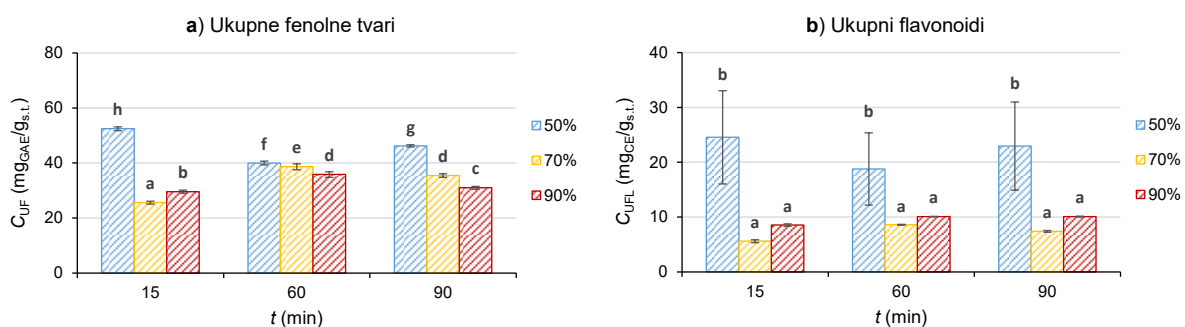 a) Ukupne fenolne tvari
C_UF (mg_GAE/g_s.t.)
80
60
40
20
0
h
a
b
f
e
d
g
d
c
15
60
90
t (min)
50%
70%
90%
b) Ukupni flavonoidi
C_UFL (mg_CE/g_s.t.)
40
30
20
10
0
b
a
a
b
a
a
b
a
a
15
60
90
t (min)
50%
70%
90%